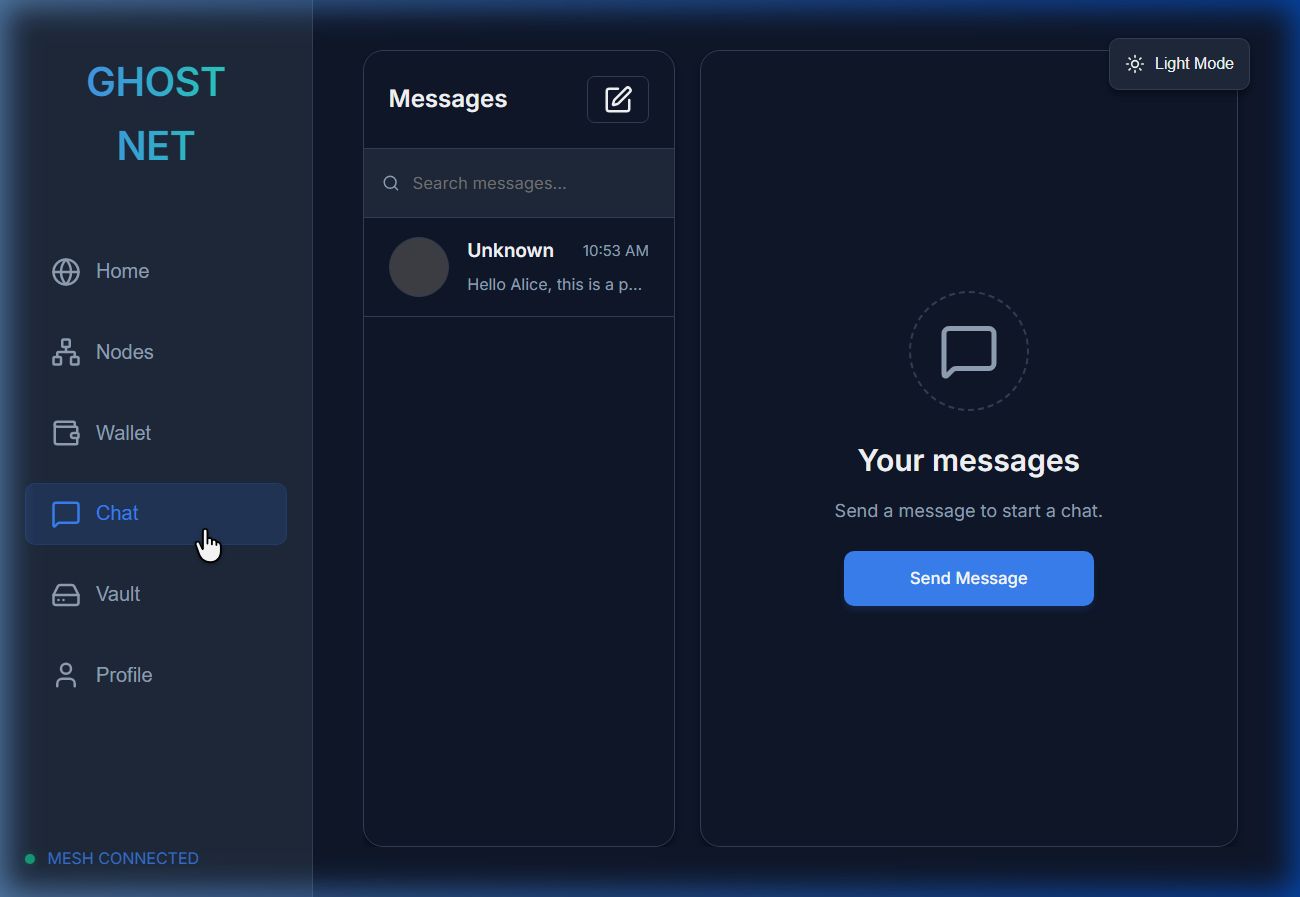 GHOST
NET
Home
Nodes
Wallet
Chat
Vault
Profile
MESH CONNECTED
Messages
Search messages...
Unknown 10:53 AM
Hello Alice, this is a p...
Light Mode
Your messages
Send a message to start a chat.
Send Message